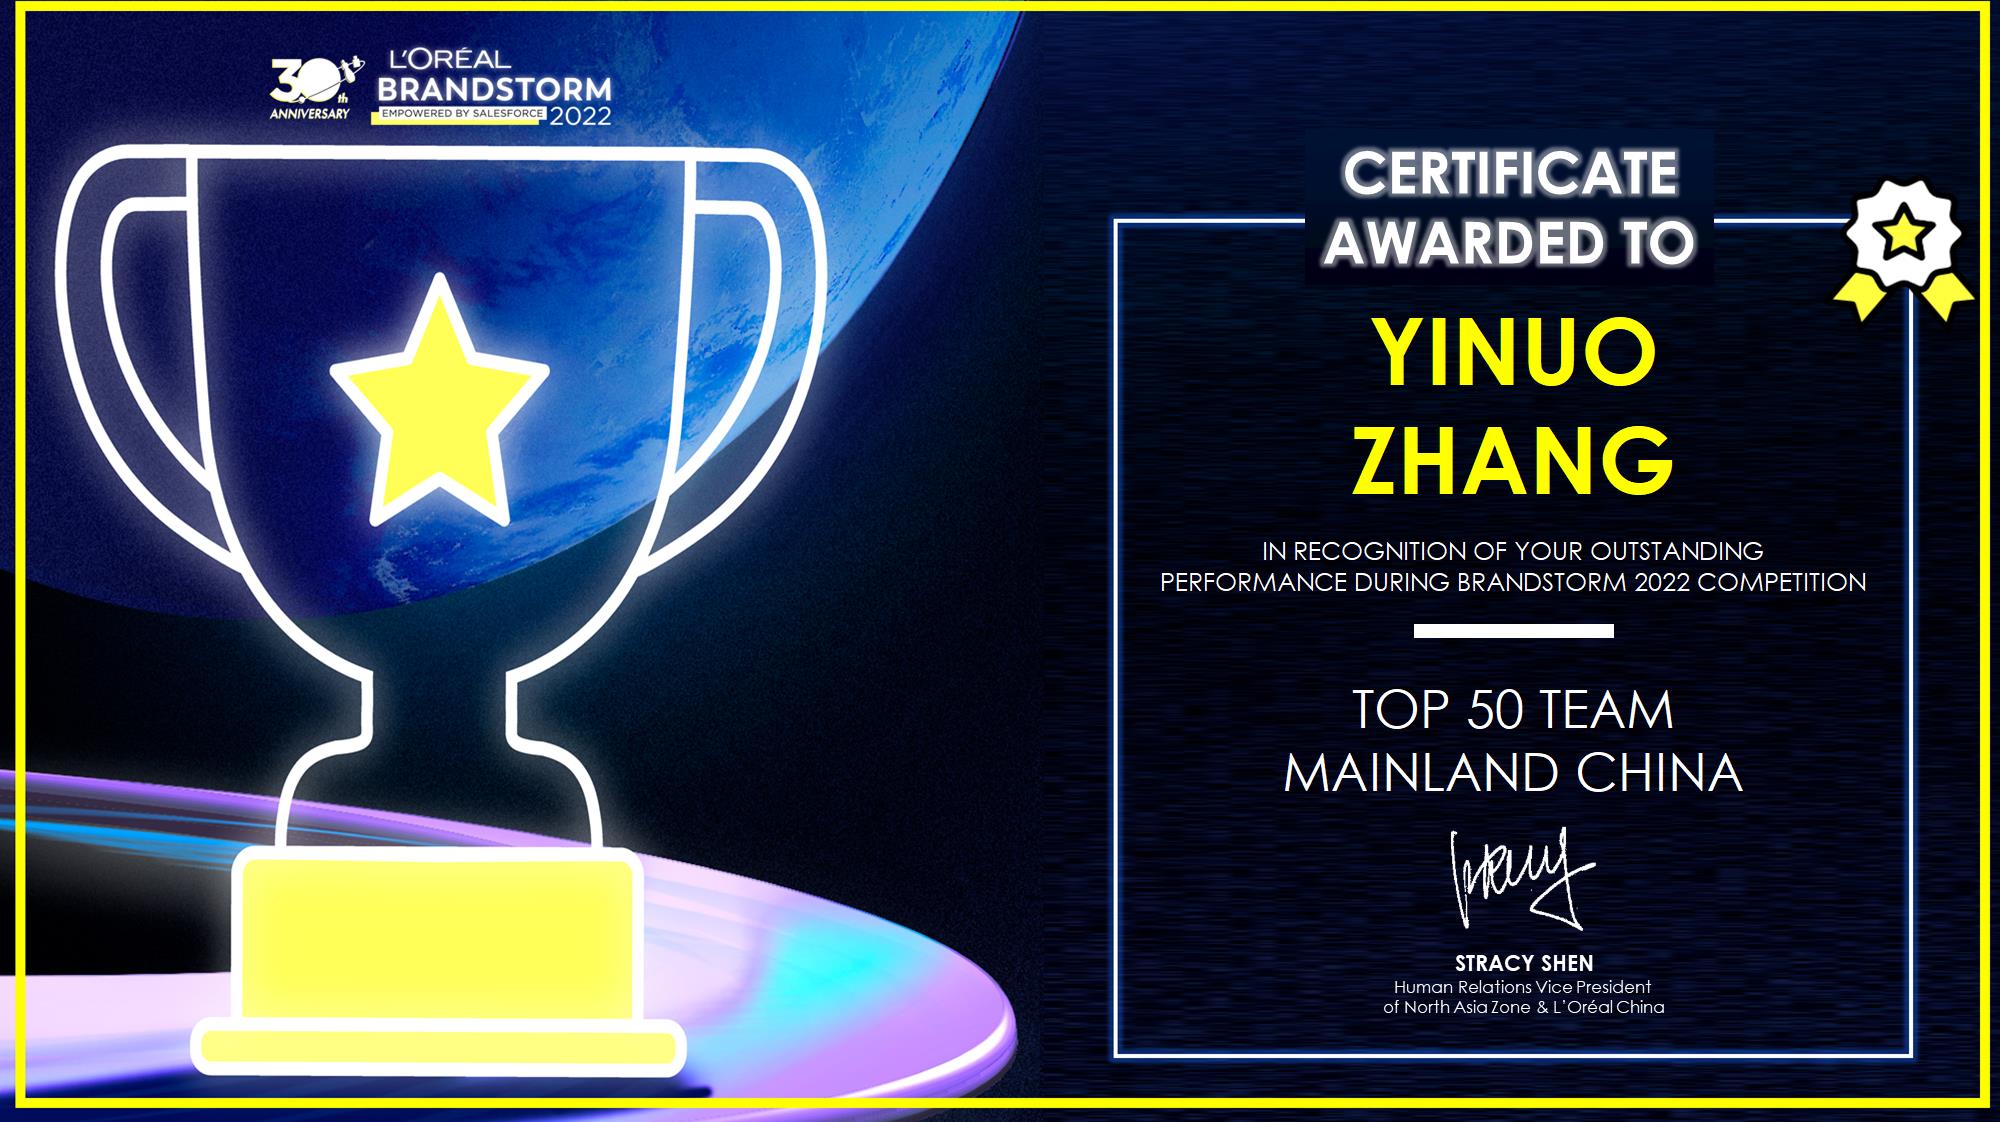 30th
ANNIVERSARY
L'ORÉAL
BRANDSTORM
EMPOWERED BY SALESFORCE 2022
CERTIFICATE
AWARDED TO
YINUO
ZHANG
IN RECOGNITION OF YOUR OUTSTANDING
PERFORMANCE DURING BRANDSTORM 2022 COMPETITION
TOP 50 TEAM
MAINLAND CHINA
STRACY SHEN
Human Relations Vice President
of North Asia Zone & L'Oréal China